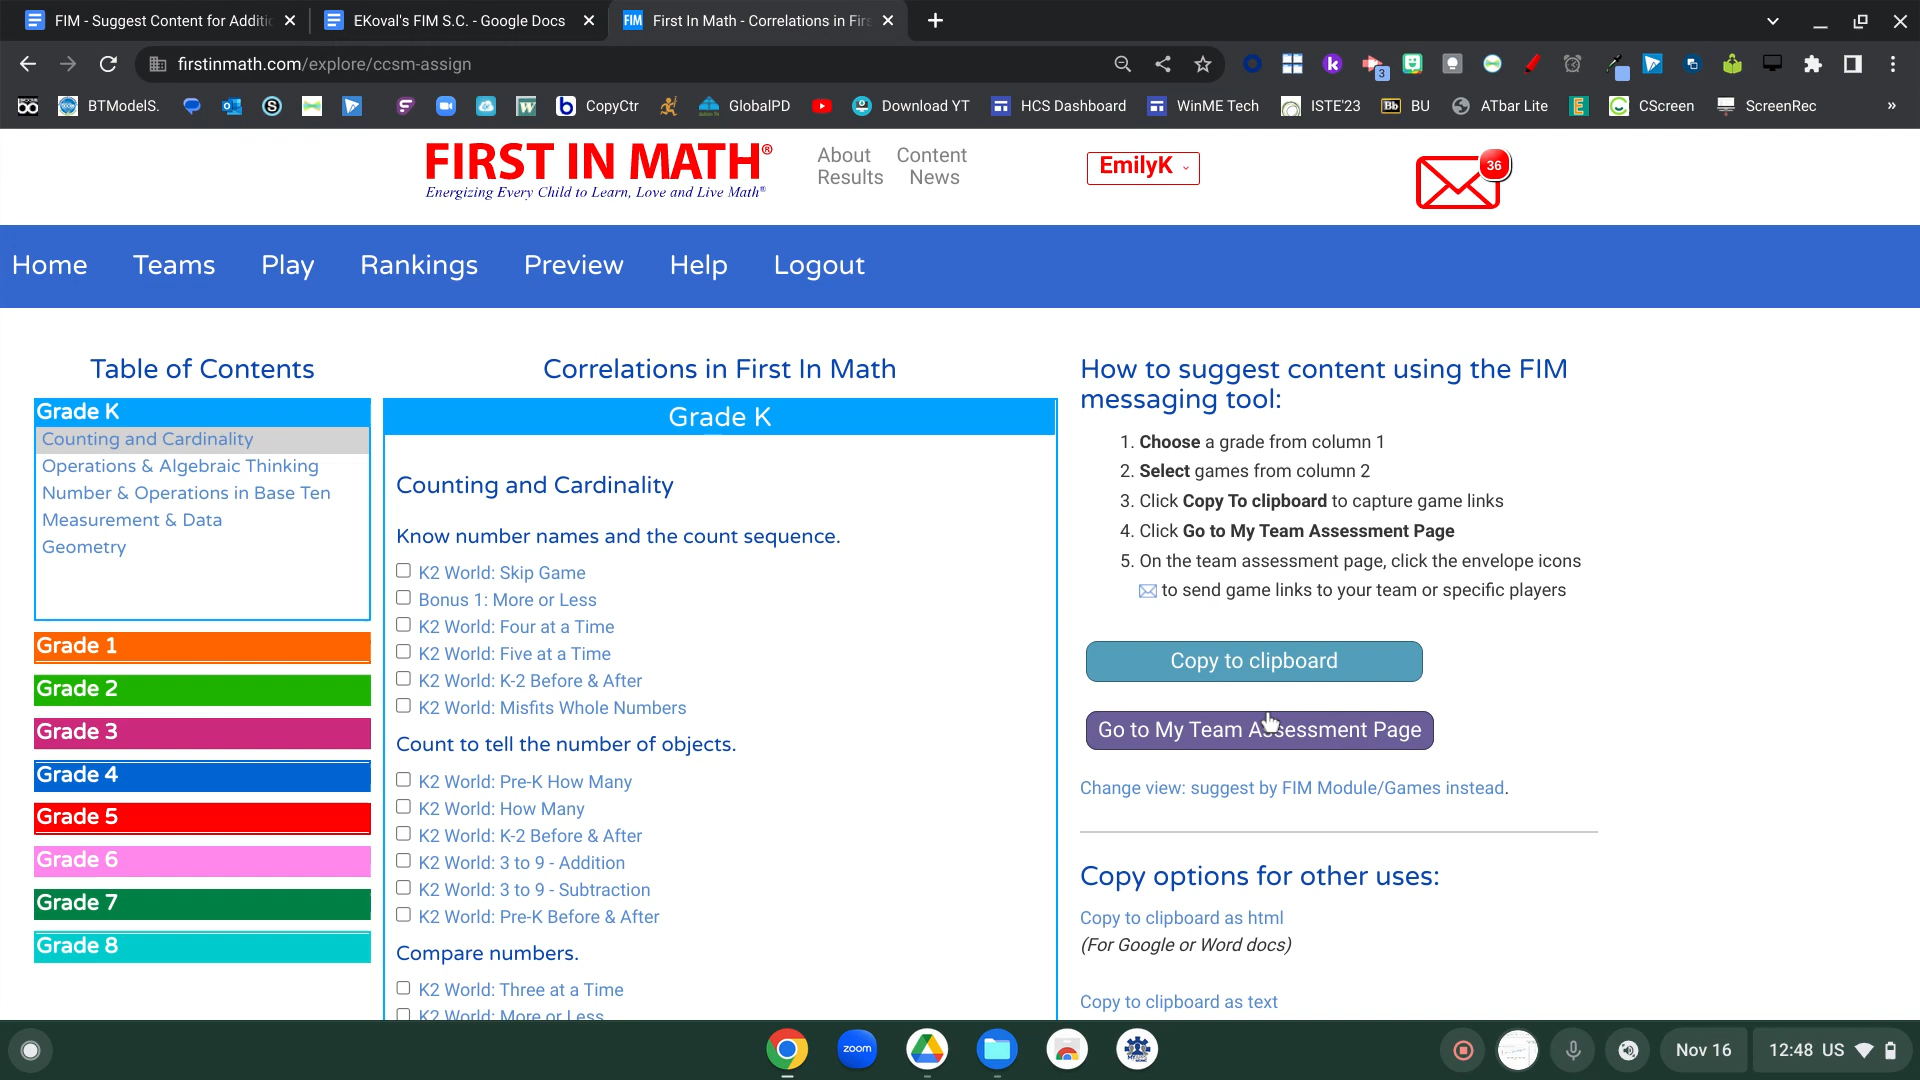 FIM - Suggest Content for Additi
EKoval's FIM S.C. - Google Docs
FIM First In Math - Correlations in Firs
firstinmath.com/explore/ccsm-assign
3
BTModelS.
CopyCtr
GlobalPD
Download YT
HCS Dashboard
WinME Tech
ISTE'23
Bb BU
ATbar Lite
CScreen
ScreenRec
»
FIRST IN MATH®
Energizing Every Child to Learn, Love and Live Math®
About Content
Results News
EmilyK
36
Home Teams Play Rankings Preview Help Logout
Table of Contents
Grade K
Counting and Cardinality
Operations & Algebraic Thinking
Number & Operations in Base Ten
Measurement & Data
Geometry
Grade 1
Grade 2
Grade 3
Grade 4
Grade 5
Grade 6
Grade 7
Grade 8
Correlations in First In Math
Grade K
Counting and Cardinality
Know number names and the count sequence.
K2 World: Skip Game
Bonus 1: More or Less
K2 World: Four at a Time
K2 World: Five at a Time
K2 World: K-2 Before & After
K2 World: Misfits Whole Numbers
Count to tell the number of objects.
K2 World: Pre-K How Many
K2 World: How Many
K2 World: K-2 Before & After
K2 World: 3 to 9 - Addition
K2 World: 3 to 9 - Subtraction
K2 World: Pre-K Before & After
Compare numbers.
K2 World: Three at a Time
K2 World: More or Less
How to suggest content using the FIM
messaging tool:
1. Choose a grade from column 1
2. Select games from column 2
3. Click Copy To clipboard to capture game links
4. Click Go to My Team Assessment Page
5. On the team assessment page, click the envelope icons
to send game links to your team or specific players
Copy to clipboard
Go to My Team Assessment Page
Change view: suggest by FIM Module/Games instead.
Copy options for other uses:
Copy to clipboard as html
(For Google or Word docs)
Copy to clipboard as text
zoom
Nov 16
12:48 US